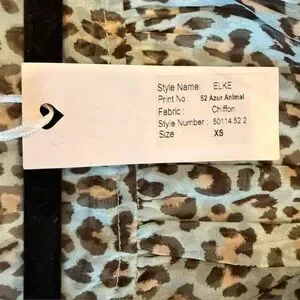 Style Name: ELKE
Print No 52 Azur Animal
Fabric : Chiffon
Style Number : 50114 52 2
Size XS